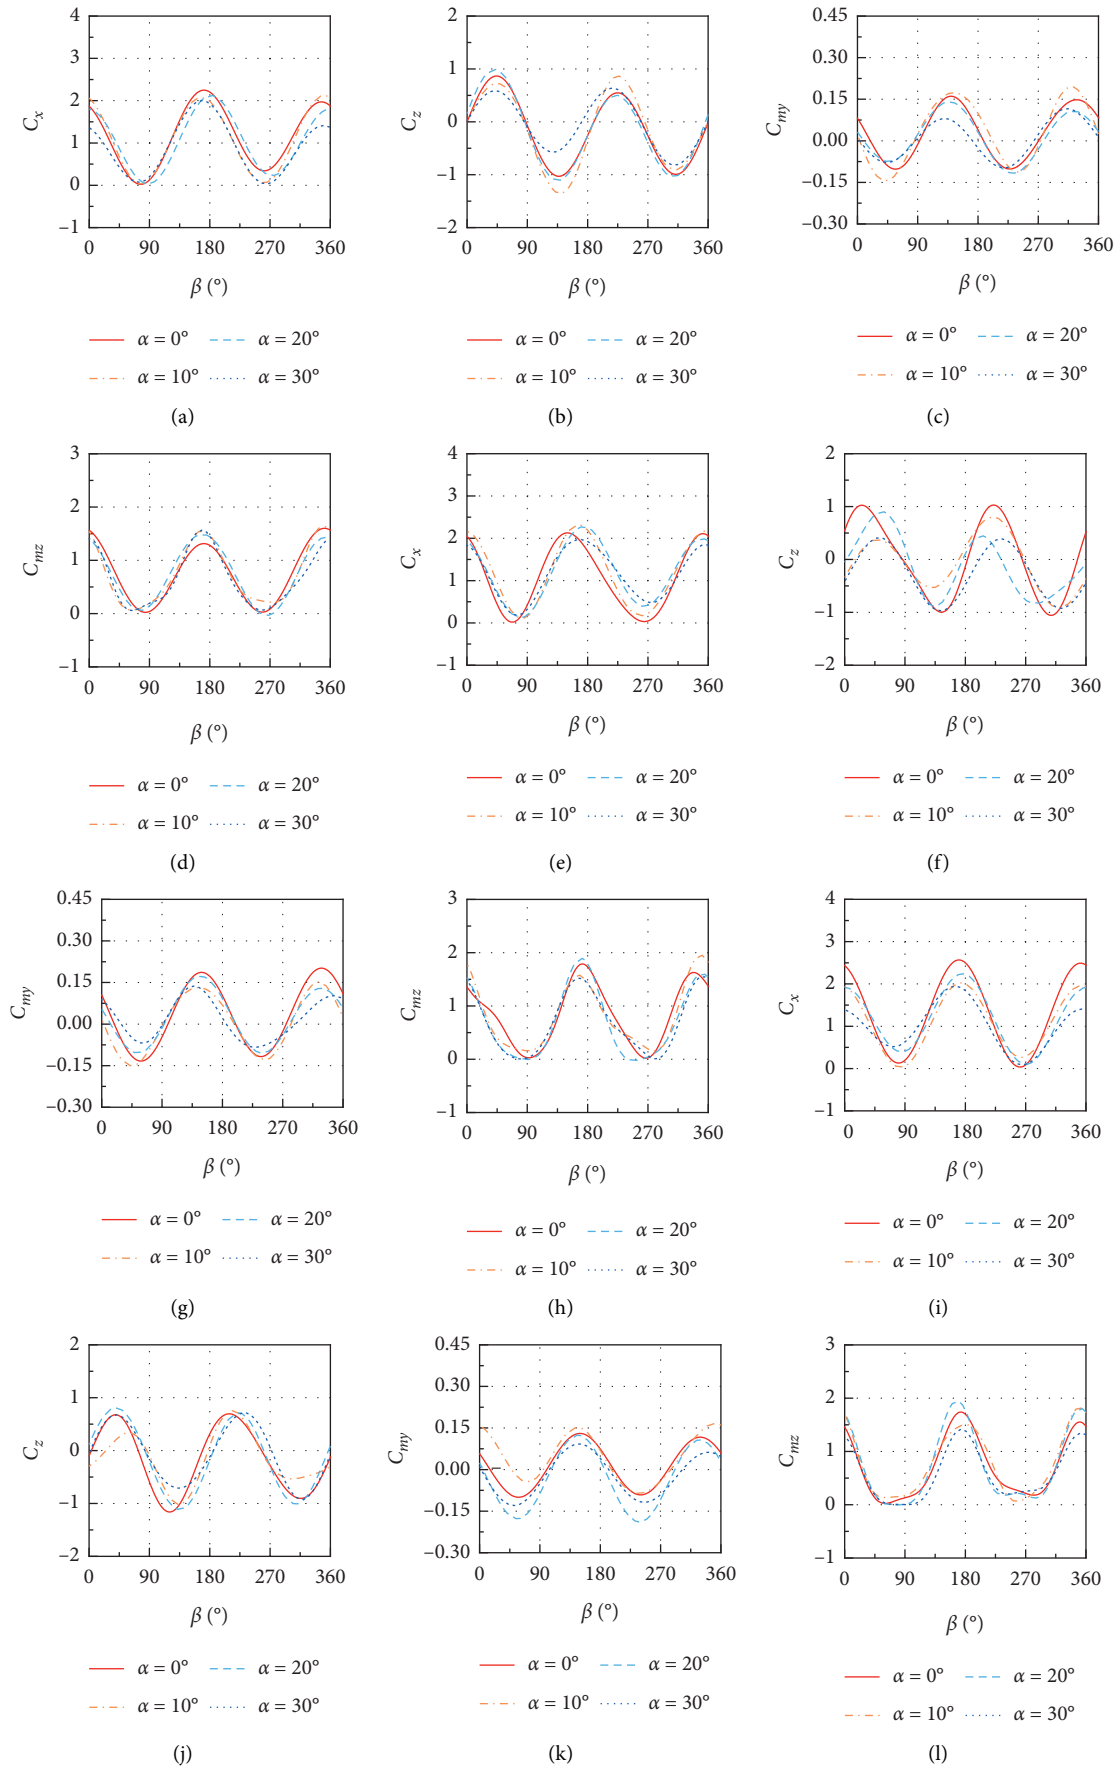 4
3
2
1
0
−1
C_x
0 90 180 270 360
β (°)
α = 0° α = 20°
α = 10° α = 30°
(a)
2
1
0
−1
−2
C_z
0 90 180 270 360
β (°)
α = 0° α = 20°
α = 10° α = 30°
(b)
0.45
0.30
0.15
0.00
−0.15
−0.30
C_my
0 90 180 270 360
β (°)
α = 0° α = 20°
α = 10° α = 30°
(c)
3
2
1
0
−1
C_mz
0 90 180 270 360
β (°)
α = 0° α = 20°
α = 10° α = 30°
(d)
4
3
2
1
0
−1
C_x
0 90 180 270 360
β (°)
α = 0° α = 20°
α = 10° α = 30°
(e)
2
1
0
−1
−2
C_z
0 90 180 270 360
β (°)
α = 0° α = 20°
α = 10° α = 30°
(f)
0.45
0.30
0.15
0.00
−0.15
−0.30
C_my
0 90 180 270 360
β (°)
α = 0° α = 20°
α = 10° α = 30°
(g)
3
2
1
0
−1
C_mz
0 90 180 270 360
β (°)
α = 0° α = 20°
α = 10° α = 30°
(h)
4
3
2
1
0
−1
C_x
0 90 180 270 360
β (°)
α = 0° α = 20°
α = 10° α = 30°
(i)
2
1
0
−1
−2
C_z
0 90 180 270 360
β (°)
α = 0° α = 20°
α = 10° α = 30°
(j)
0.45
0.30
0.15
0.00
−0.15
−0.30
C_my
0 90 180 270 360
β (°)
α = 0° α = 20°
α = 10° α = 30°
(k)
3
2
1
0
−1
C_mz
0 90 180 270 360
β (°)
α = 0° α = 20°
α = 10° α = 30°
(l)